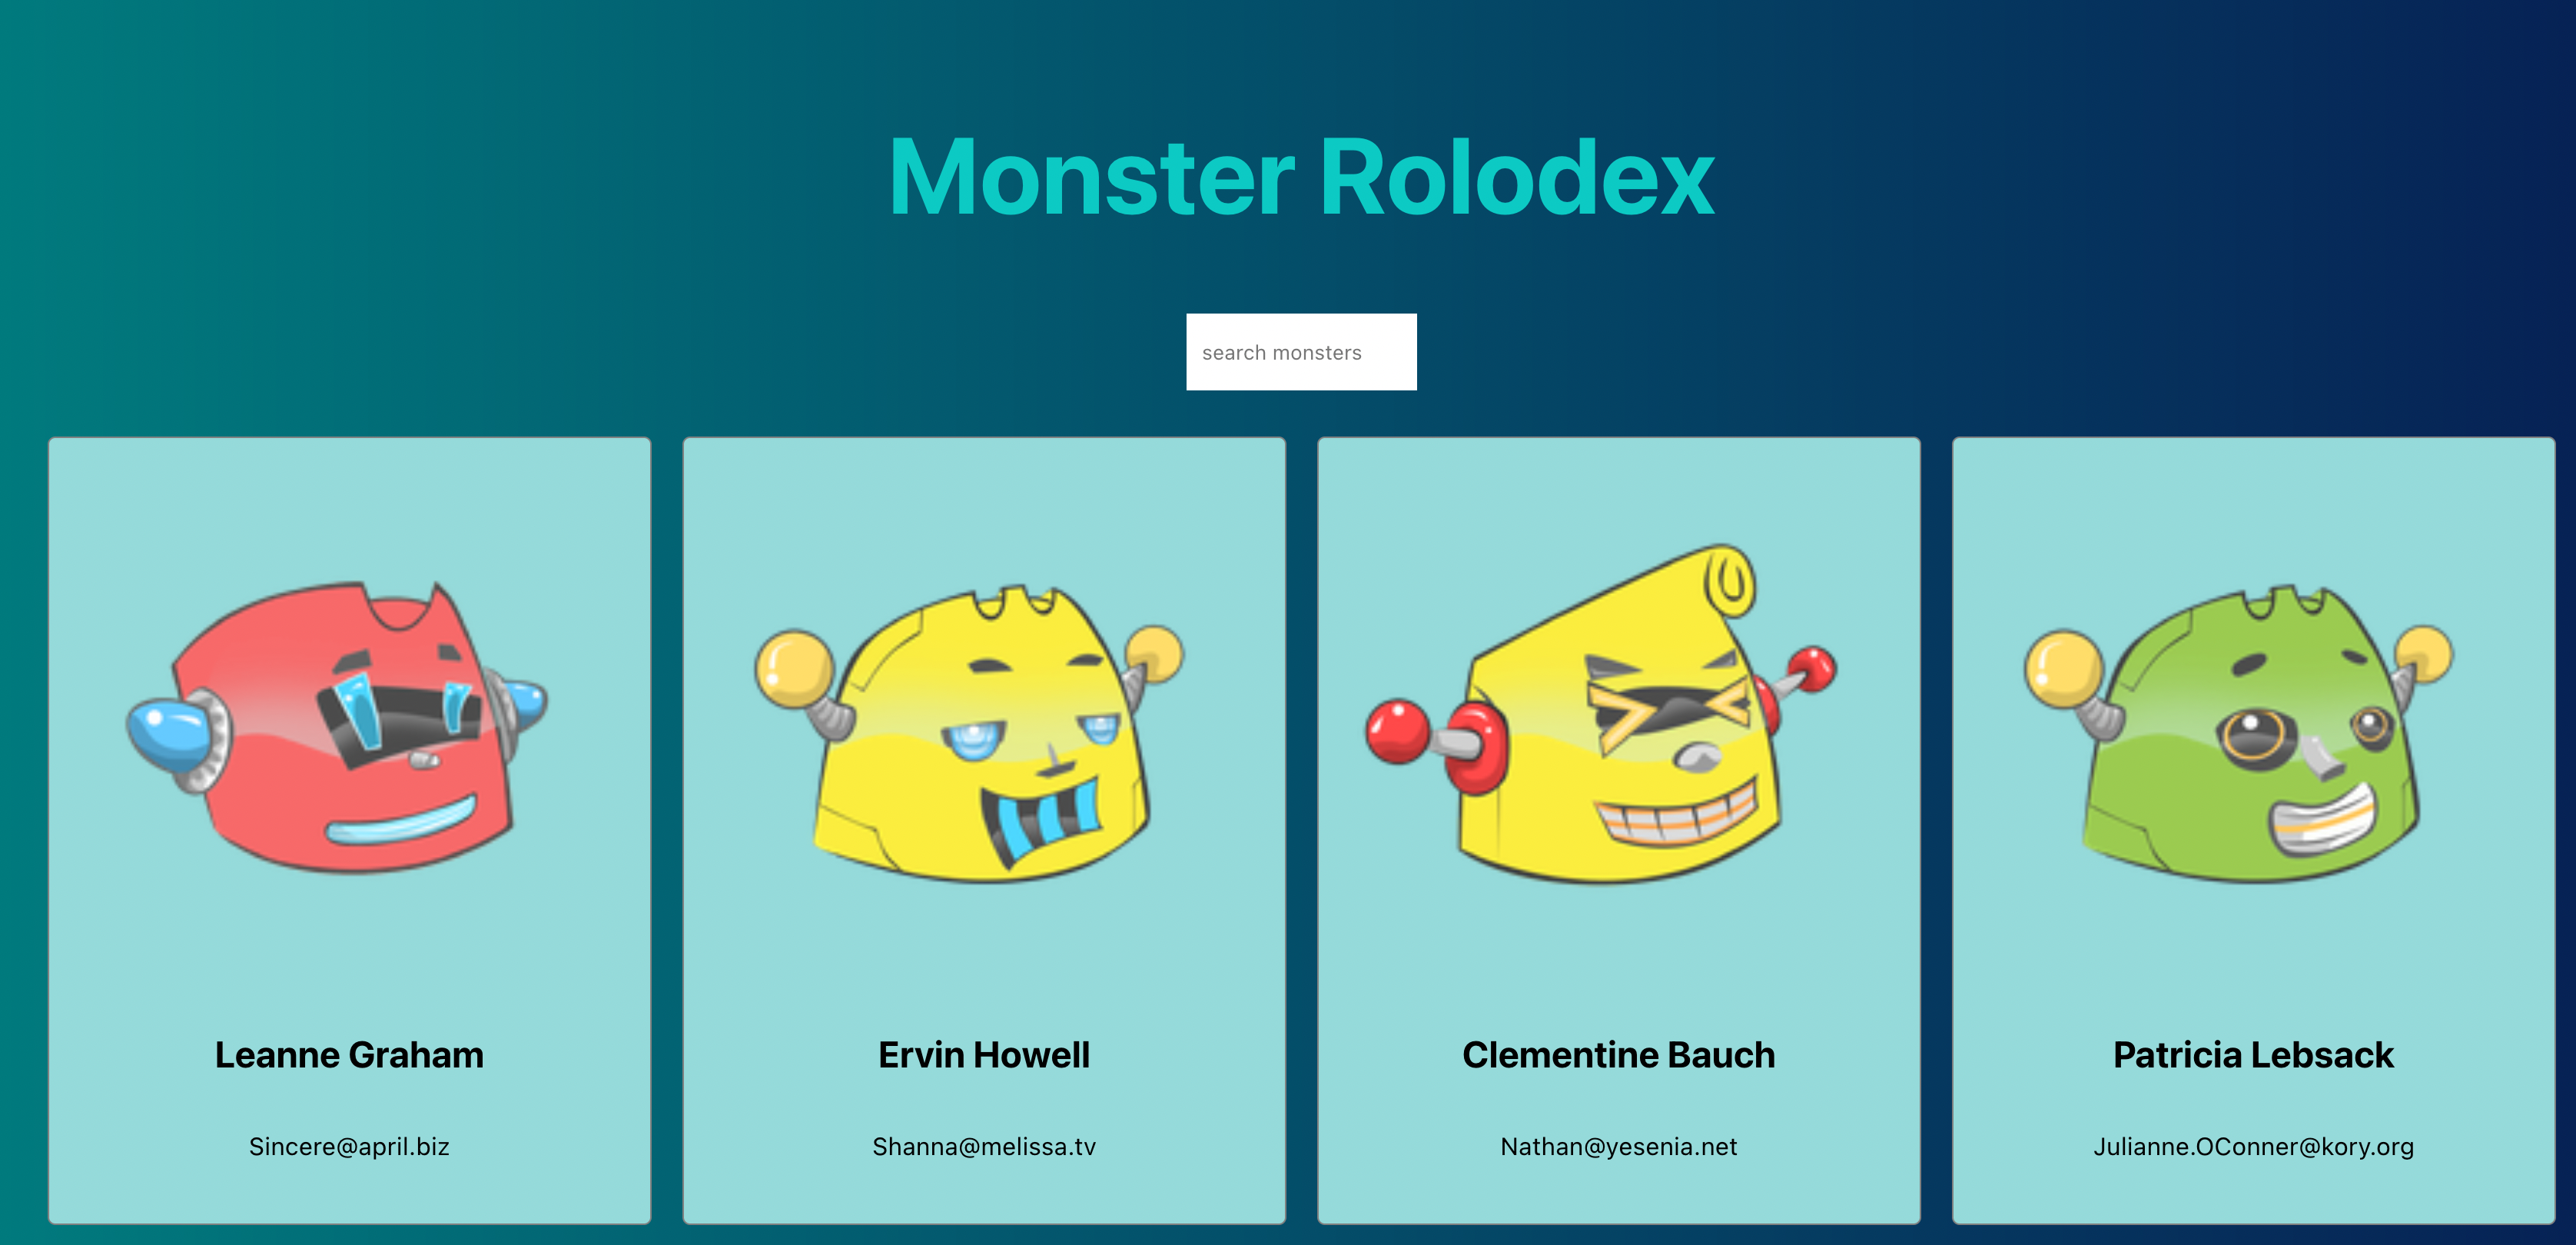 Monster Rolodex
search monsters
Leanne Graham
Sincere@april.biz
Ervin Howell
Shanna@melissa.tv
Clementine Bauch
Nathan@yesenia.net
Patricia Lebsack
Julianne.OConner@kory.org